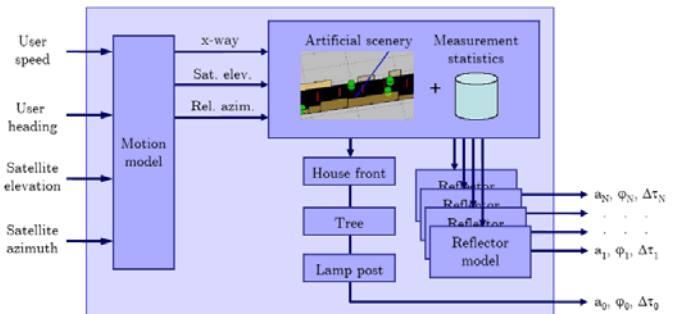 User
speed
User
heading
Satellite
elevation
Satellite
azimuth
Motion
model
x-way
Sat. elev.
Rel. azim.
Artificial scenery
Measurement
statistics
+
House front
Tree
Lamp post
Reflector
Reflector
Reflector
Reflector
model
a_N, φ_N, Δτ_N
. . .
. . .
a_1, φ_1, Δτ_1
a_0, φ_0, Δτ_0